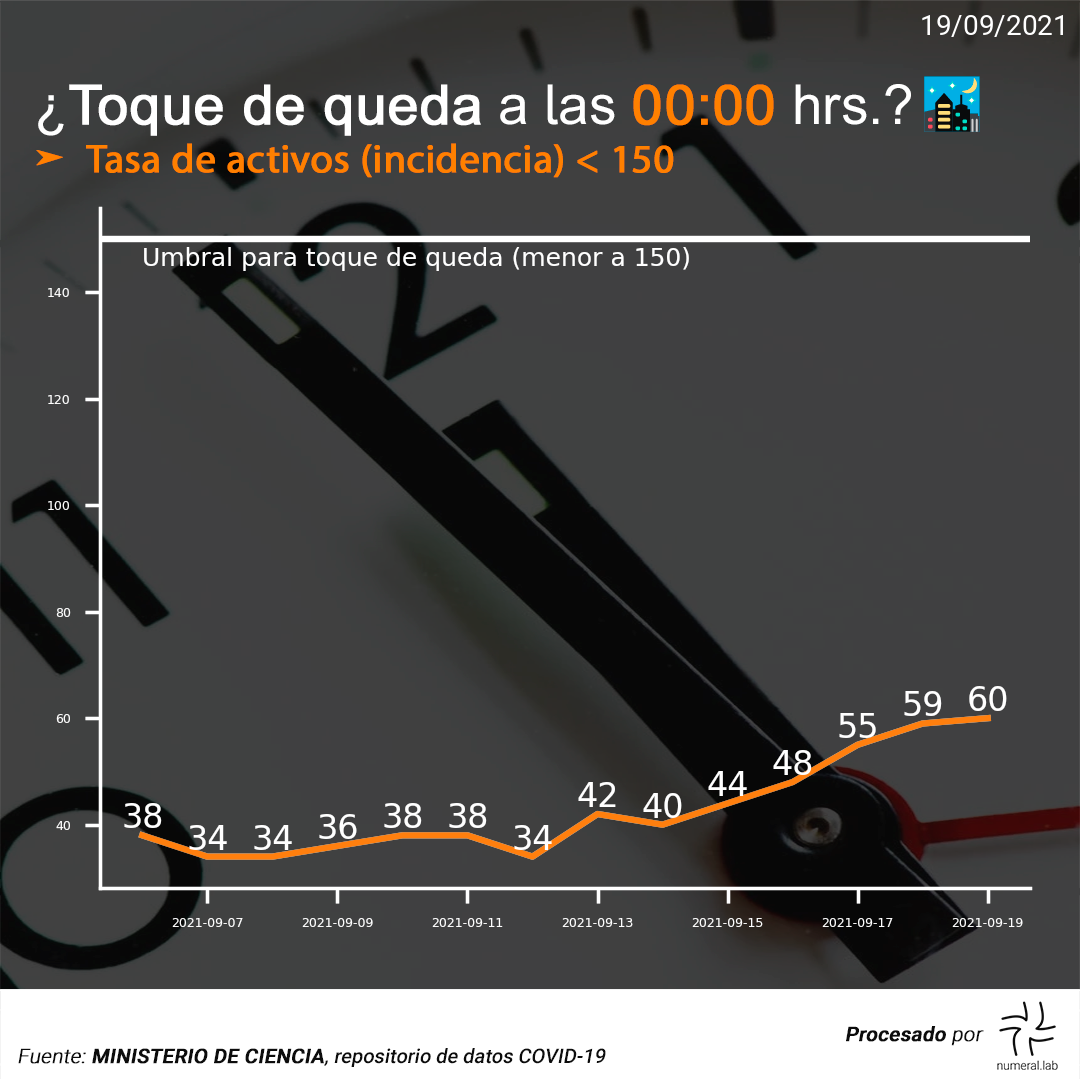 19/09/2021
¿Toque de queda a las 00:00 hrs.?
➤ Tasa de activos (incidencia) < 150
Umbral para toque de queda (menor a 150)
140
120
100
80
60
40
38 34 34 36 38 38 34 42 40 44 48 55 59 60
2021-09-07 2021-09-09 2021-09-11 2021-09-13 2021-09-15 2021-09-17 2021-09-19
2
1
1
11
Fuente: MINISTERIO DE CIENCIA, repositorio de datos COVID-19
Procesado por
numeral.lab